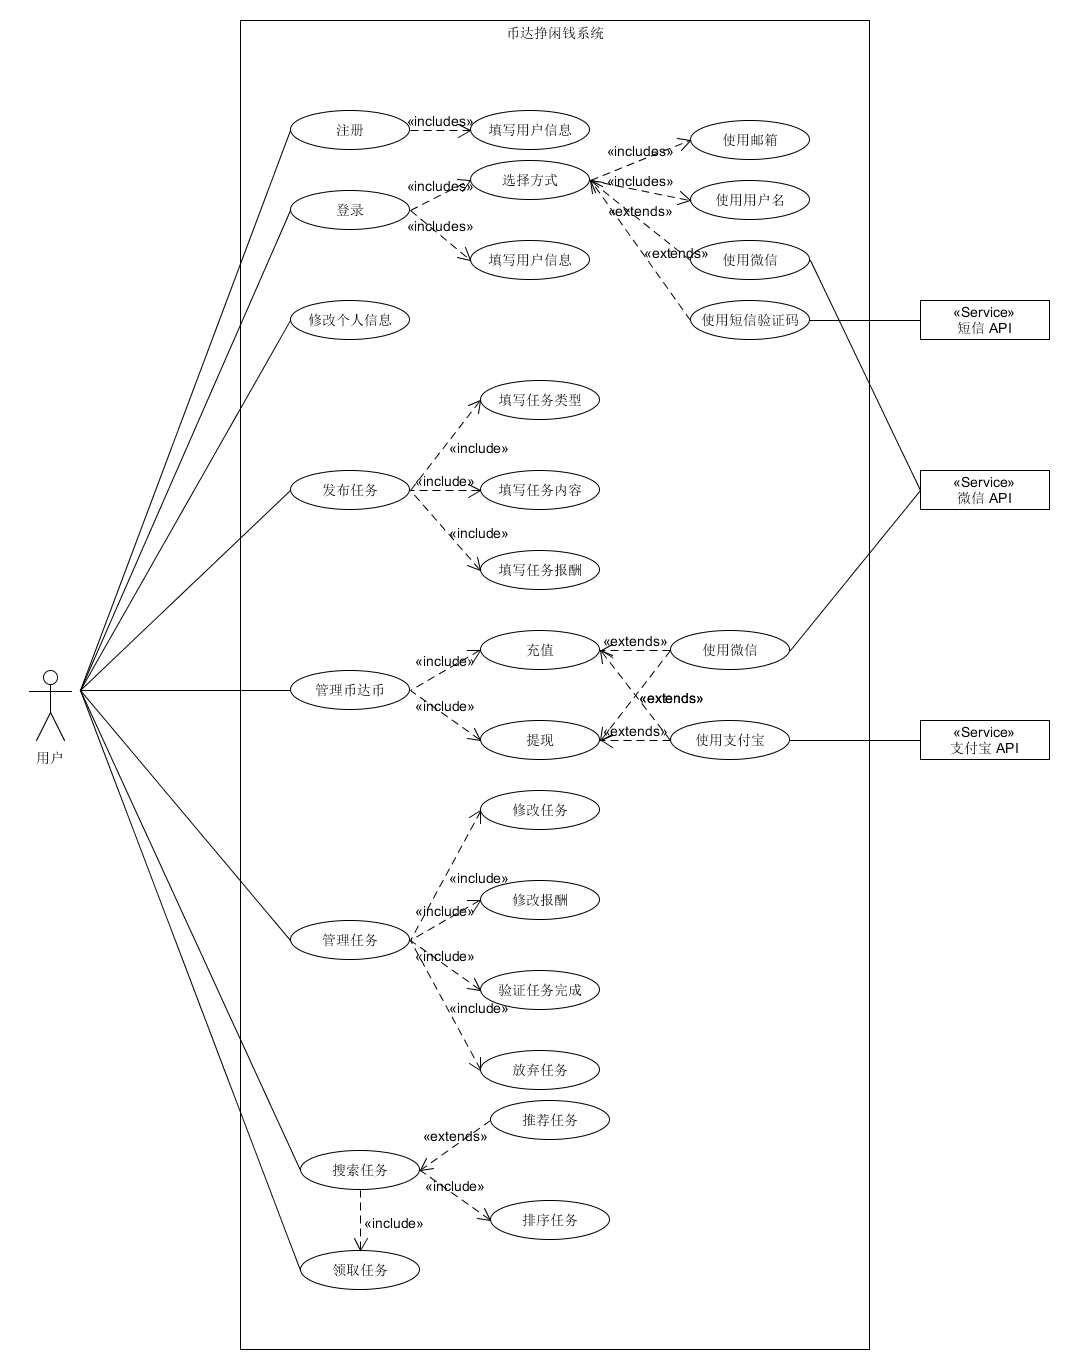 币达挣闲钱系统
注册
«includes»
填写用户信息
登录
«includes»
选择方式
«includes»
填写用户信息
«includes»
使用邮箱
«includes»
使用用户名
«extends»
使用微信
«extends»
使用短信验证码
«Service»
短信 API
修改个人信息
发布任务
«include»
填写任务类型
«include»
填写任务内容
«include»
填写任务报酬
«Service»
微信 API
用户
管理币达币
«include»
充值
«include»
提现
«extends»
使用微信
«extends»
«extends»
使用支付宝
«Service»
支付宝 API
管理任务
«include»
修改任务
«include»
修改报酬
«include»
验证任务完成
«include»
放弃任务
搜索任务
«extends»
推荐任务
«include»
排序任务
«include»
领取任务